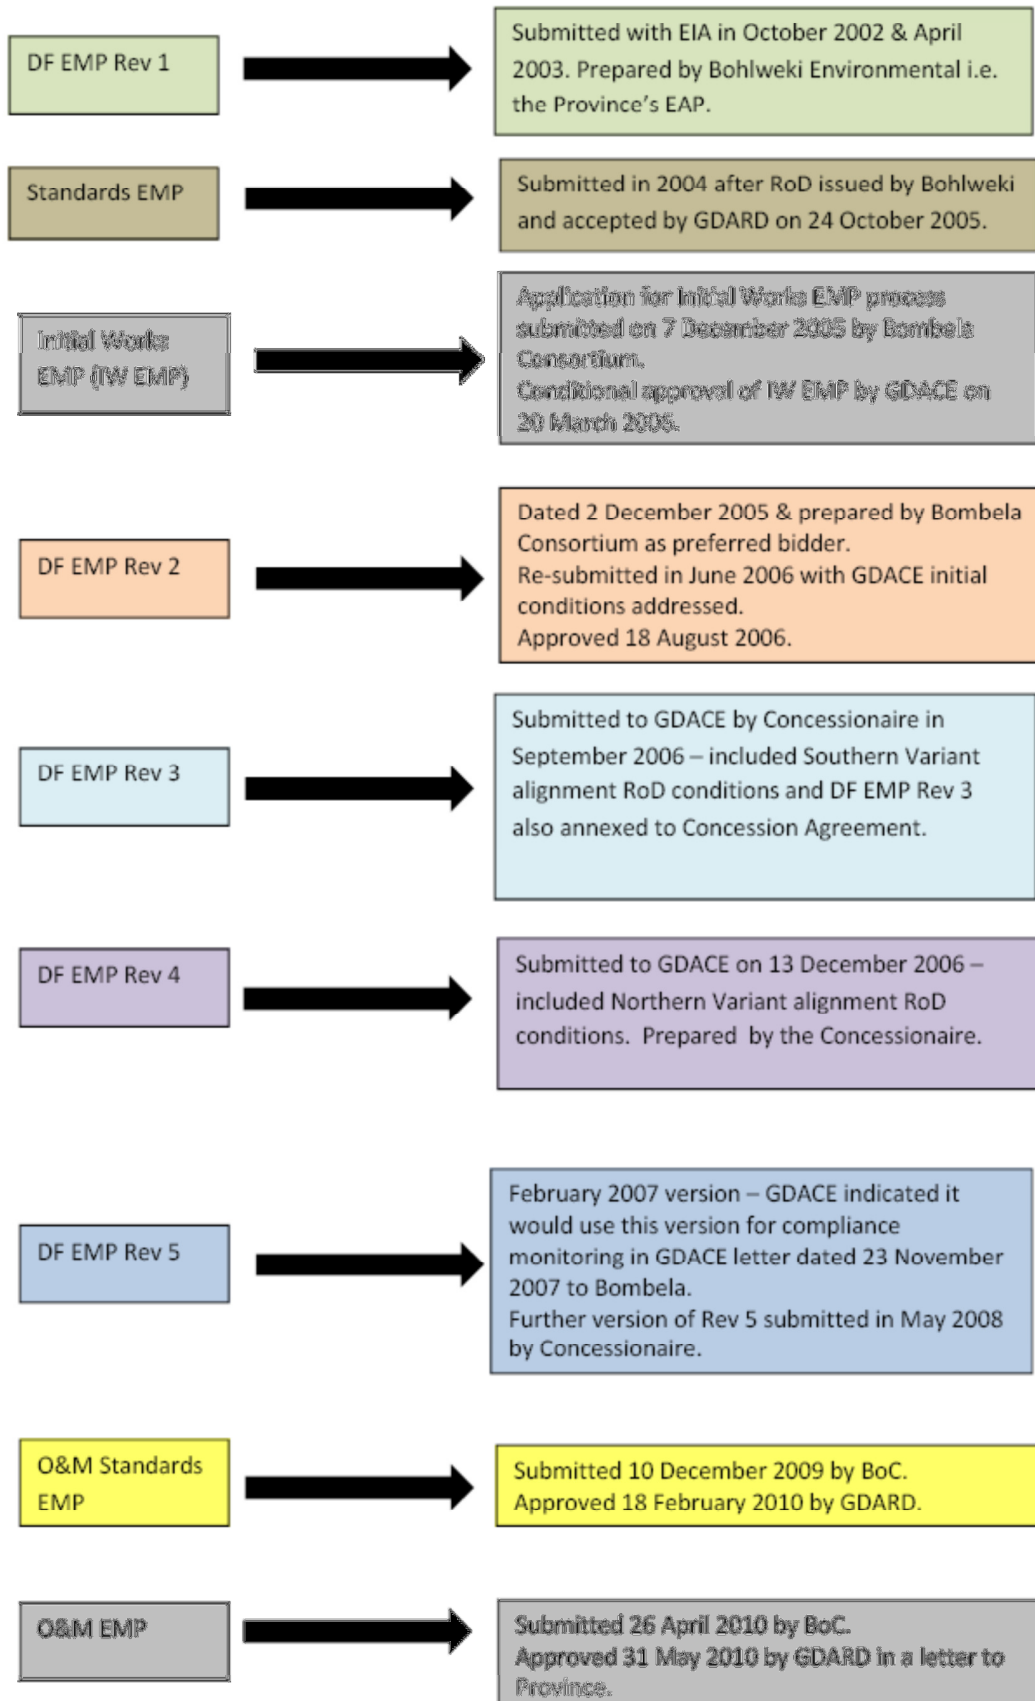 DF EMP Rev 1
Submitted with EIA in October 2002 & April
2003. Prepared by Bohlweki Environmental i.e.
the Province's EAP.
Standards EMP
Submitted in 2004 after RoD issued by Bohlweki
and accepted by GDARD on 24 October 2005.
Initial Works
EMP (IW EMP)
Application for Initial Works EMP process
submitted on 7 December 2005 by Bombela
Consortium.
Conditional approval of IW EMP by GDACE on
20 March 2006.
DF EMP Rev 2
Dated 2 December 2005 & prepared by Bombela
Consortium as preferred bidder.
Re-submitted in June 2006 with GDACE initial
conditions addressed.
Approved 18 August 2006.
DF EMP Rev 3
Submitted to GDACE by Concessionaire in
September 2006 – included Southern Variant
alignment RoD conditions and DF EMP Rev 3
also annexed to Concession Agreement.
DF EMP Rev 4
Submitted to GDACE on 13 December 2006 –
included Northern Variant alignment RoD
conditions. Prepared by the Concessionaire.
DF EMP Rev 5
February 2007 version – GDACE indicated it
would use this version for compliance
monitoring in GDACE letter dated 23 November
2007 to Bombela.
Further version of Rev 5 submitted in May 2008
by Concessionaire.
O&M Standards
EMP
Submitted 10 December 2009 by BoC.
Approved 18 February 2010 by GDARD.
O&M EMP
Submitted 26 April 2010 by BoC.
Approved 31 May 2010 by GDARD in a letter to
Province.